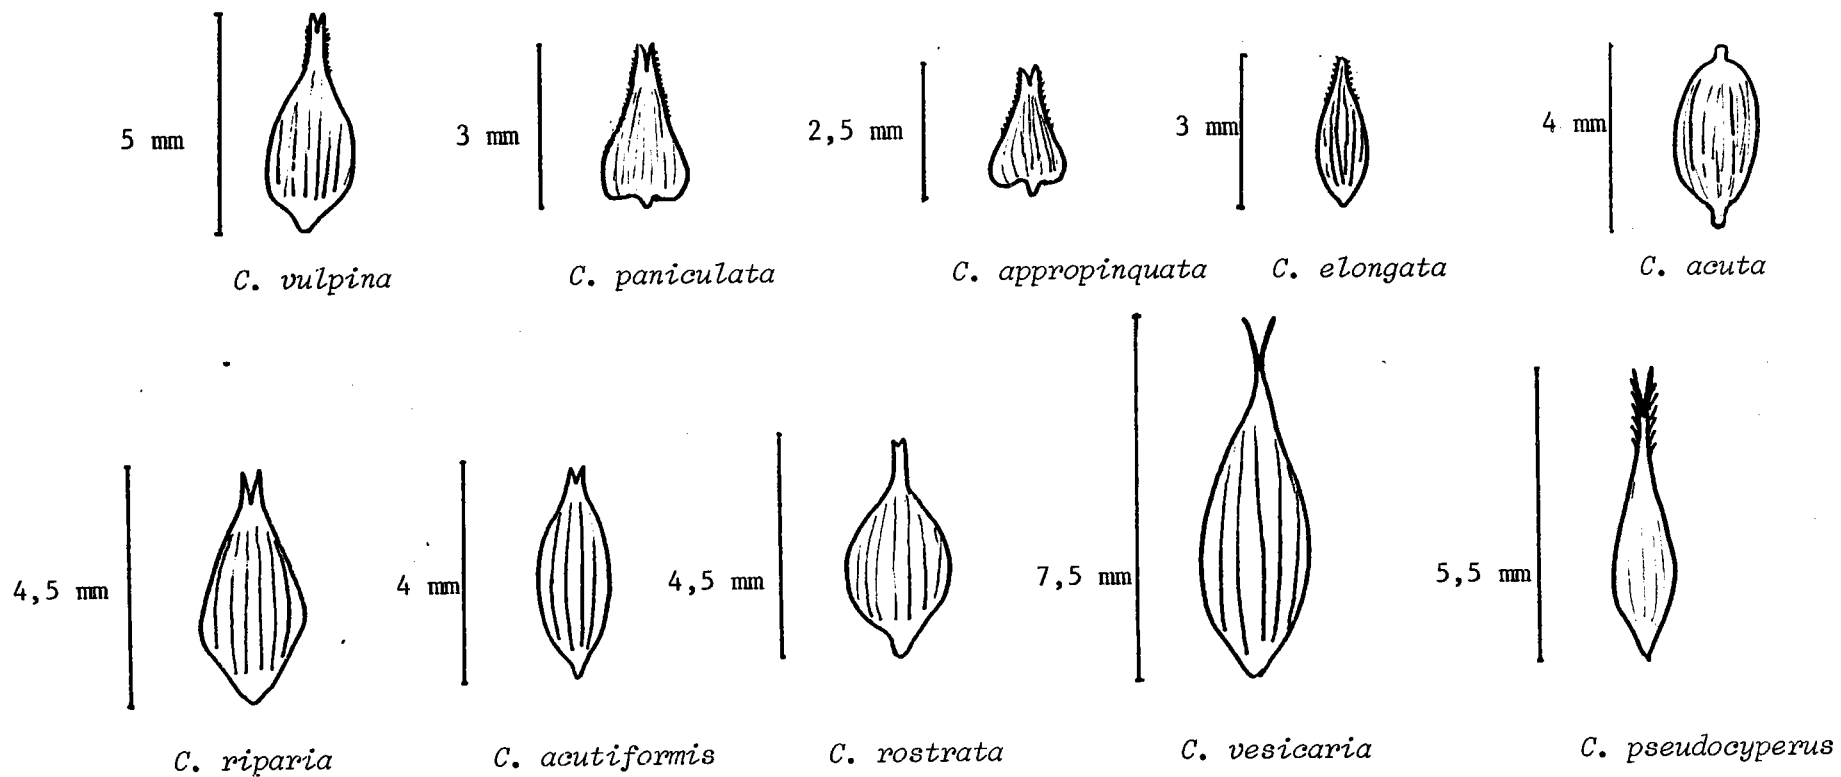 5 mm
3 mm
2,5 mm
3 mm
4 mm
C. vulpina
C. paniculata
C. appropinquata
C. elongata
C. acuta
4,5 mm
4 mm
4,5 mm
7,5 mm
5,5 mm
C. riparia
C. acutiformis
C. rostrata
C. vesicaria
C. pseudocyperus